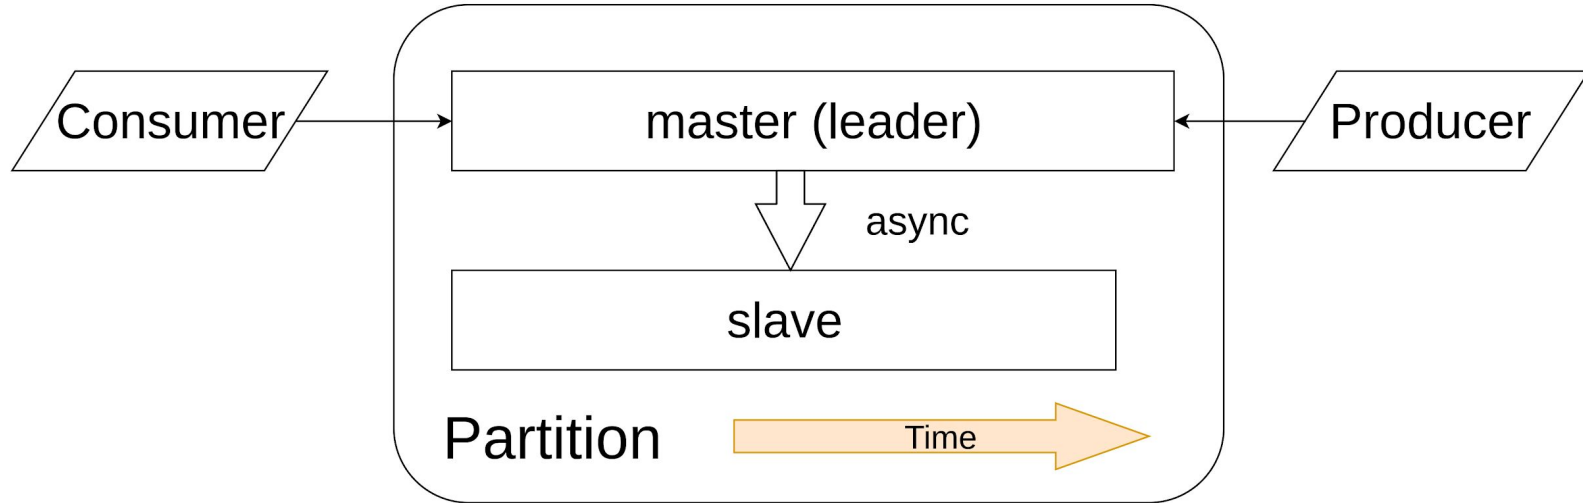 Consumer
master (leader)
Producer
async
slave
Partition
Time